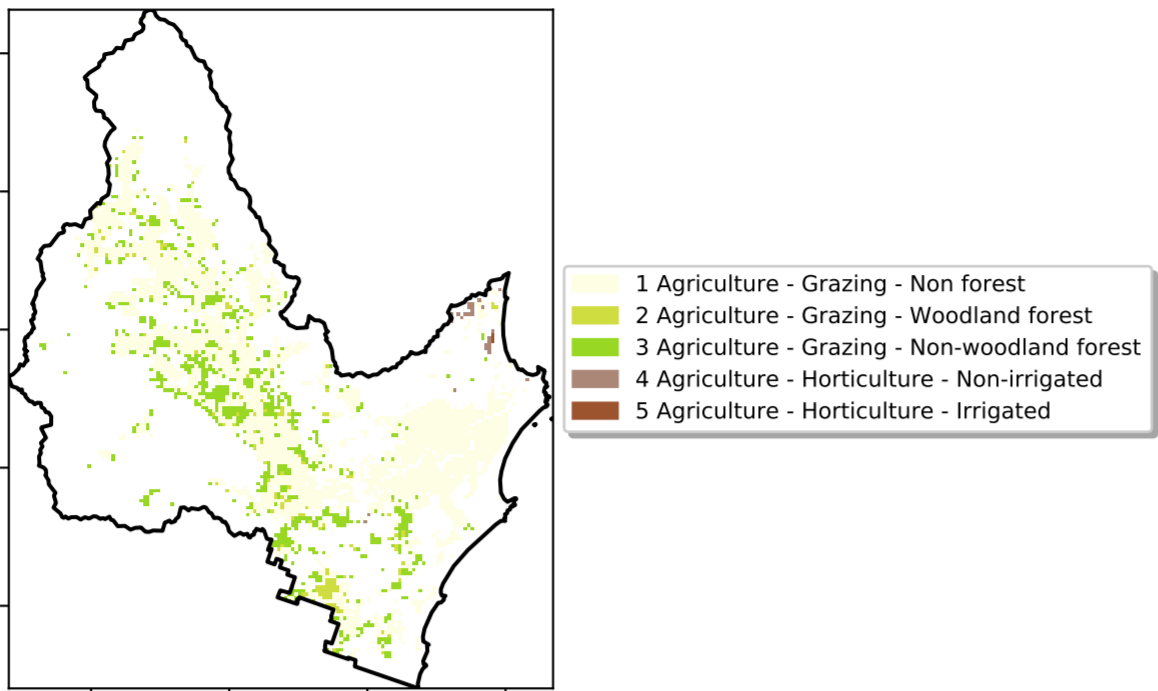 1 Agriculture - Grazing - Non forest
2 Agriculture - Grazing - Woodland forest
3 Agriculture - Grazing - Non-woodland forest
4 Agriculture - Horticulture - Non-irrigated
5 Agriculture - Horticulture - Irrigated